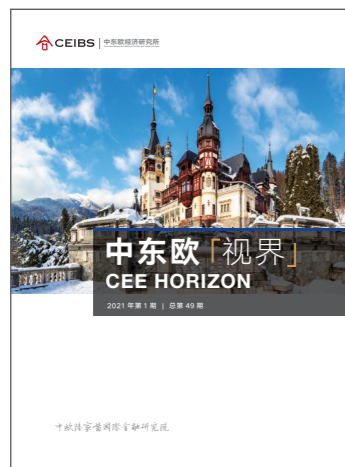 CEIBS | 中东欧经济研究所
中东欧「视界」
CEE HORIZON
2021 年第 1 期 | 总第 49 期
中欧陆家嘴国际金融研究院